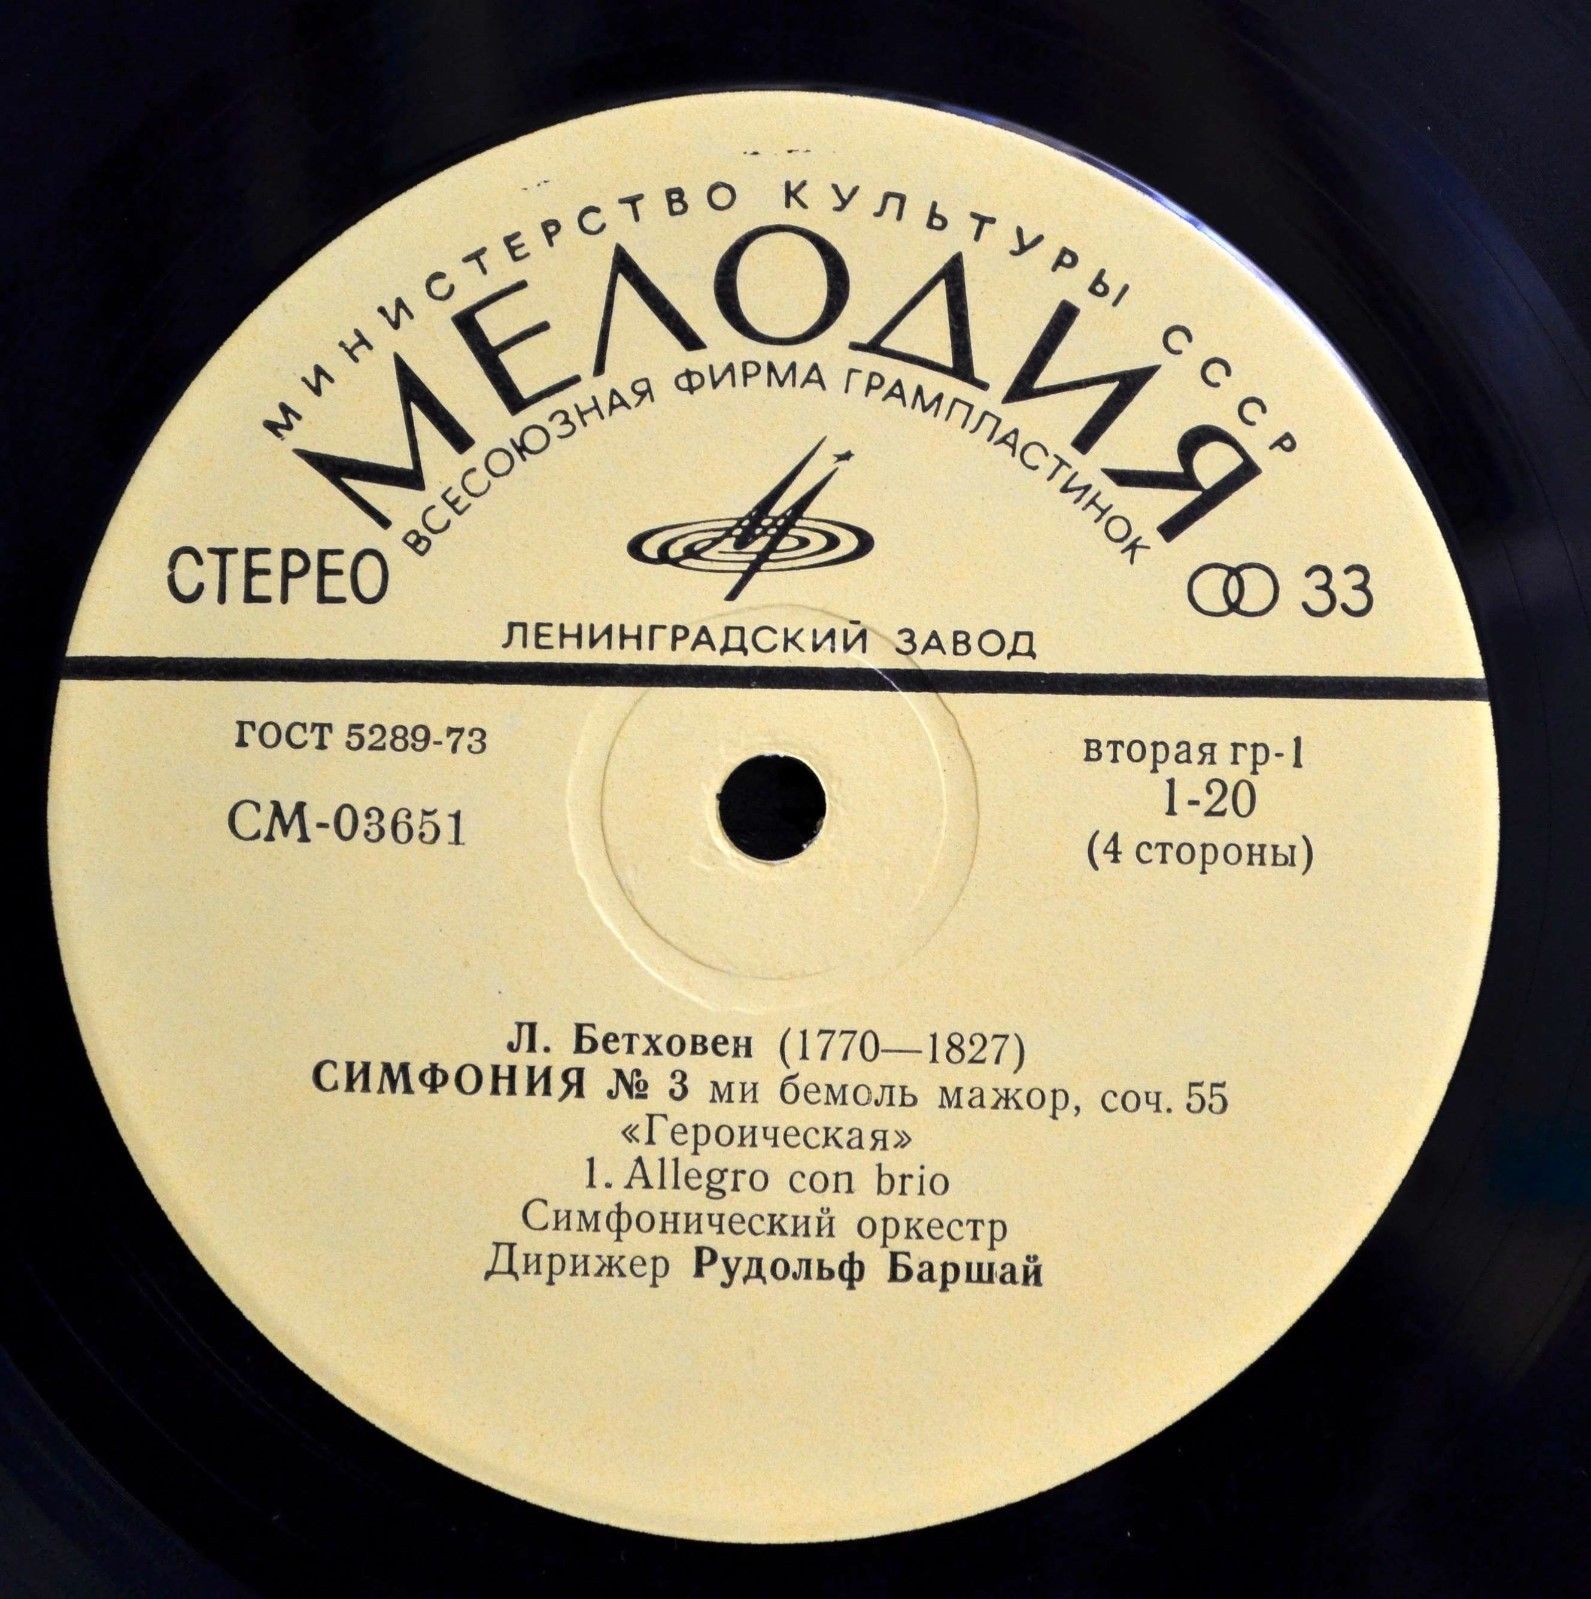 МИНИСТЕРСТВО КУЛЬТУРЫ СССР
МЕЛОДИЯ
ВСЕСОЮЗНАЯ ФИРМА ГРАМПЛАСТИНОК
СТЕРЕО
33
ЛЕНИНГРАДСКИЙ ЗАВОД
ГОСТ 5289-73
вторая гр-1
СМ-03651
1-20
(4 стороны)
Л. Бетховен (1770—1827)
СИМФОНИЯ № 3 ми бемоль мажор, соч. 55
«Героическая»
1. Allegro con brio
Симфонический оркестр
Дирижер Рудольф Баршай